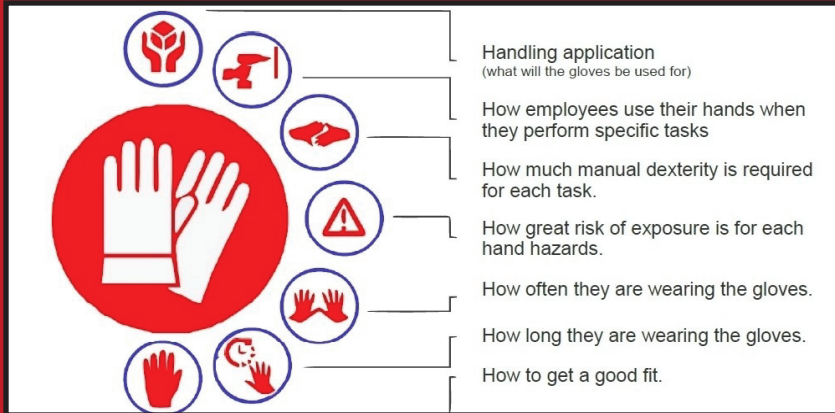 Handling application
(what will the gloves be used for)
How employees use their hands when
they perform specific tasks
How much manual dexterity is required
for each task.
How great risk of exposure is for each
hand hazards.
How often they are wearing the gloves.
How long they are wearing the gloves.
How to get a good fit.